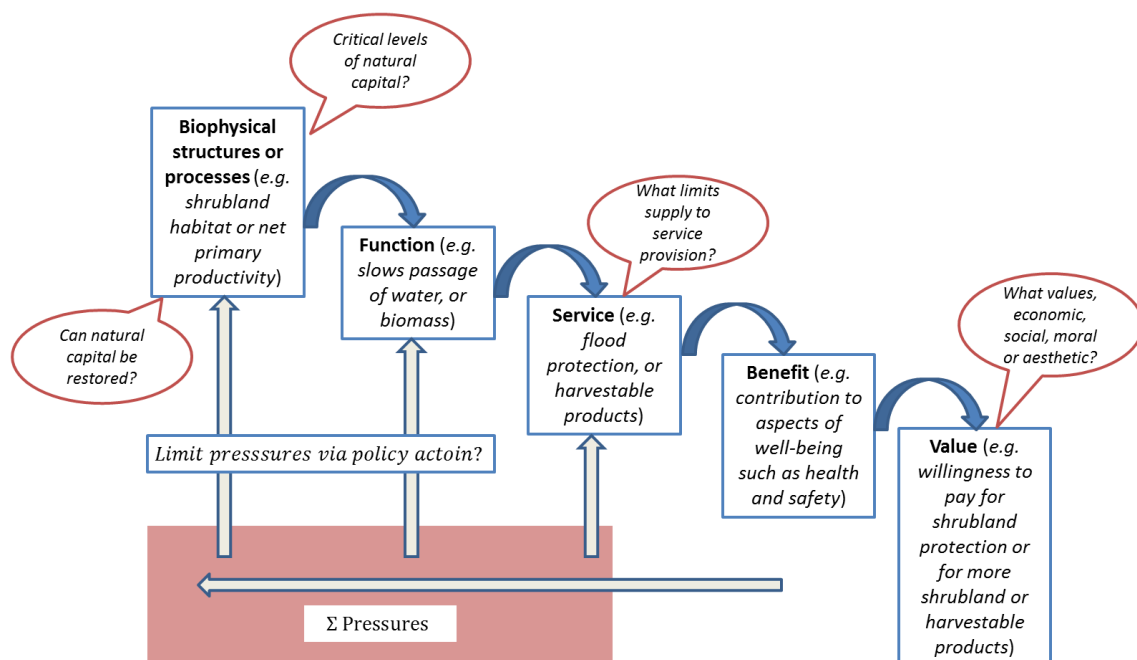 Critical levels
of natural
capital?
Biophysical
structures or
processes (e.g.
shrubland
habitat or net
primary
productivity)
Can natural
capital be
restored?
Function (e.g.
slows passage
of water, or
biomass)
What limits
supply to
service
provision?
Service (e.g.
flood
protection, or
harvestable
products)
Benefit (e.g.
contribution to
aspects of
well-being
such as health
and safety)
What values,
economic,
social, moral
or aesthetic?
Value (e.g.
willingness to
pay for
shrubland
protection or
for more
shrubland or
harvestable
products)
Limit presssures via policy actoin?
Σ Pressures